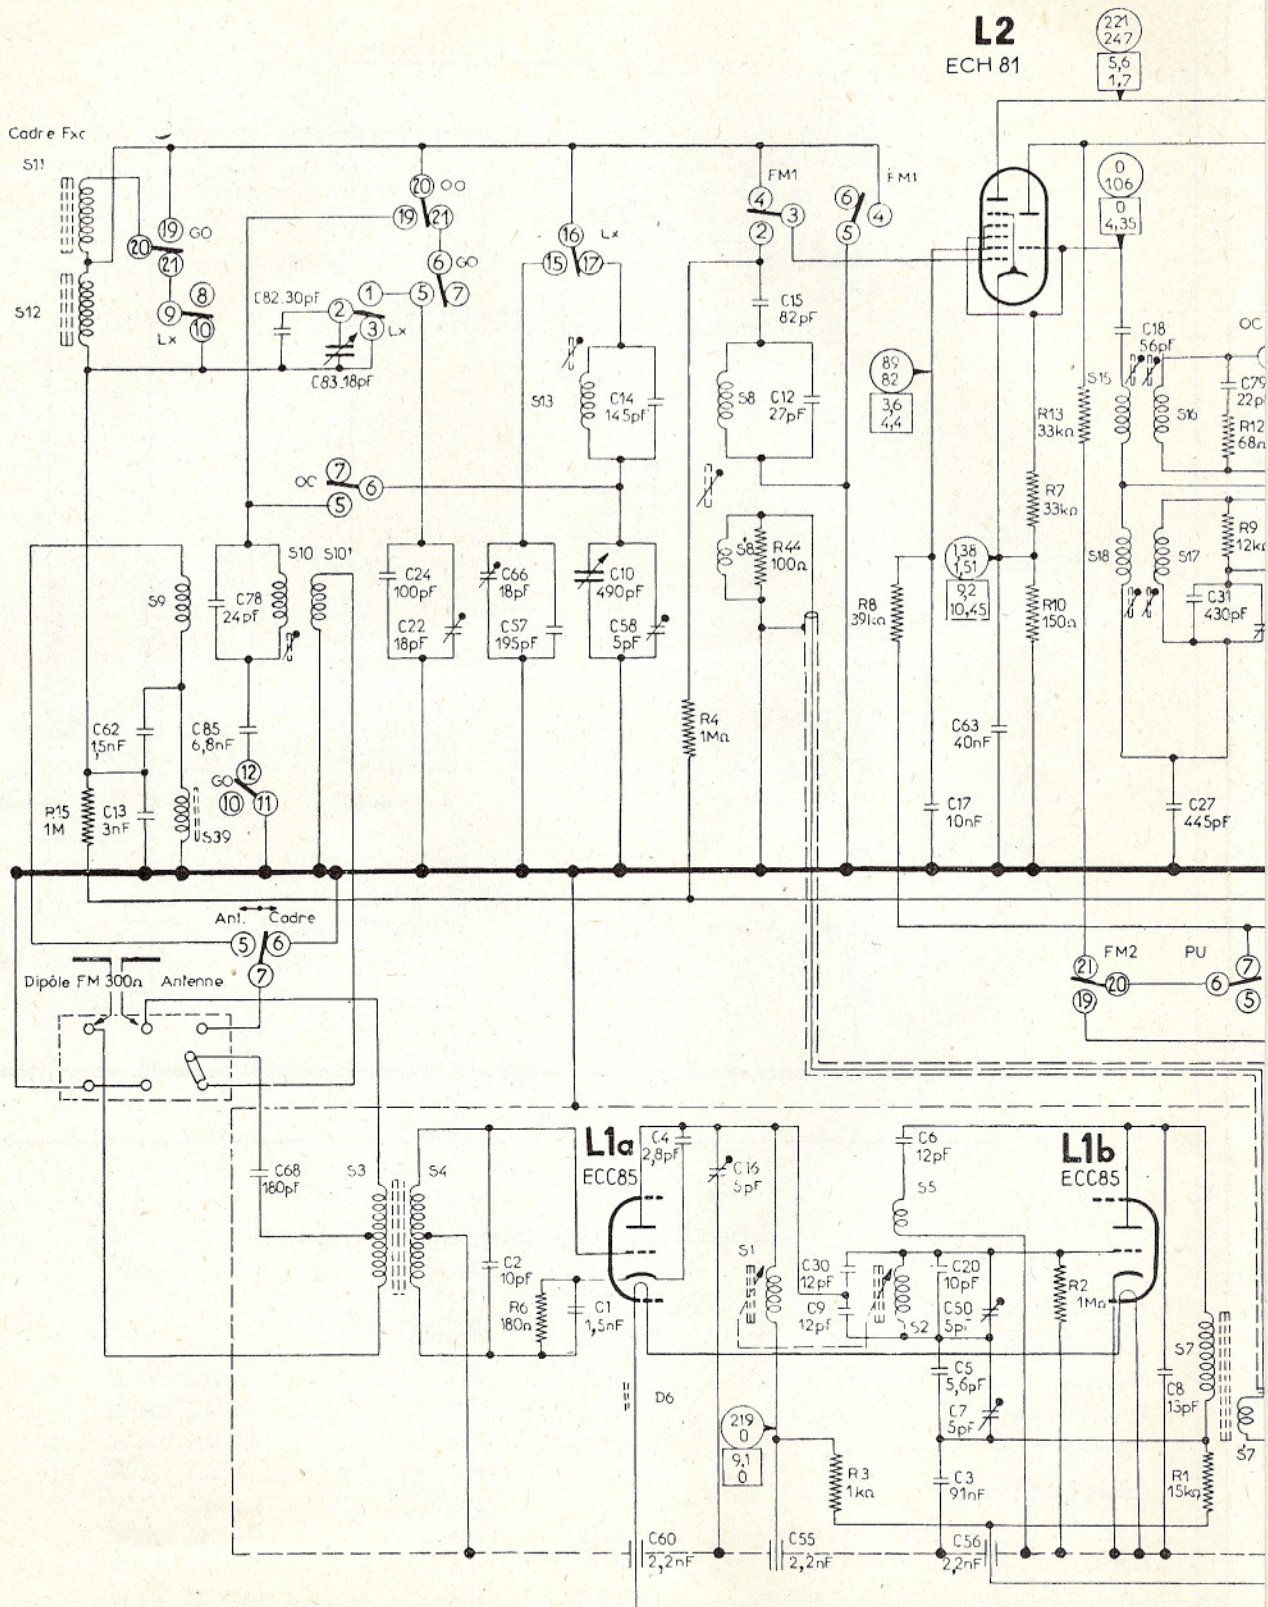 L2
ECH 81
221
247
5,6
1,7
Cadre Fxc
S11
19
GO
20
21
S12
8
9
10
Lx
20
OO
19
21
6
GO
1
5
7
C82.30pF
2
3
Lx
C83.18pF
16
Lx
15
17
FM1
4
3
2
FM1
6
4
5
0
106
0
4,35
C15
82pF
C18
56pF
OC
89
82
3,6
4,4
S13
C14
145pF
S8
C12
27pF
R13
33kΩ
S15
S16
C79
22p
R12
68Ω
7
OC
6
5
R7
33kΩ
S9
S10
S10'
C78
24pF
C24
100pF
C22
18pF
C66
18pF
C57
195pF
C10
490pF
C58
5pF
S'8
R44
100Ω
R8
39kΩ
1,38
1,51
9,2
10,45
R10
150Ω
S18
S17
R9
12kΩ
C31
430pF
C62
1,5nF
C85
6,8nF
R4
1MΩ
C63
40nF
GO
12
10
11
R15
1M
C13
3nF
S39
C17
10nF
C27
445pF
Ant.
Cadre
5
6
7
Dipôle FM 300Ω
Antenne
21
FM2
PU
7
20
6
19
5
L1a
ECC85
C4
2,8pF
C16
5pF
C6
12pF
L1b
ECC85
C68
180pF
S3
S4
S5
S1
C2
10pF
R6
180Ω
C1
1,5nF
C30
12pF
C9
12pF
S2
C20
10pF
C50
5pF
R2
1MΩ
C5
5,6pF
C7
5pF
S7
C8
13pF
S'7
D6
219
0
9,1
0
R3
1kΩ
C3
91nF
R1
15kΩ
C60
2,2nF
C55
2,2nF
C56
2,2nF